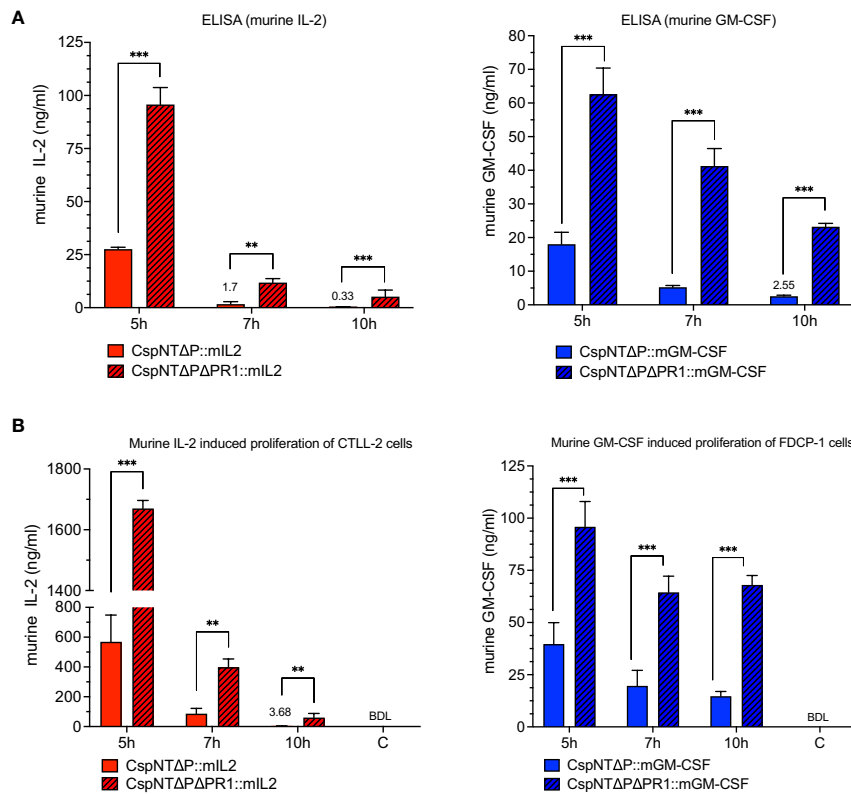 A
ELISA (murine IL-2)
murine IL-2 (ng/ml)
125
100
75
50
25
0
***
**
***
1.7
0.33
5h 7h 10h
CspNTΔP::mIL2
CspNTΔPΔPR1::mIL2
ELISA (murine GM-CSF)
murine GM-CSF (ng/ml)
80
70
60
50
40
30
20
10
0
***
***
***
2.55
5h 7h 10h
CspNTΔP::mGM-CSF
CspNTΔPΔPR1::mGM-CSF
B
Murine IL-2 induced proliferation of CTLL-2 cells
murine IL-2 (ng/ml)
1800
1600
1400
800
600
400
200
0
***
**
**
3.68
BDL
5h 7h 10h C
CspNTΔP::mIL2
CspNTΔPΔPR1::mIL2
Murine GM-CSF induced proliferation of FDCP-1 cells
murine GM-CSF (ng/ml)
125
100
75
50
25
0
***
***
***
BDL
5h 7h 10h C
CspNTΔP::mGM-CSF
CspNTΔPΔPR1::mGM-CSF